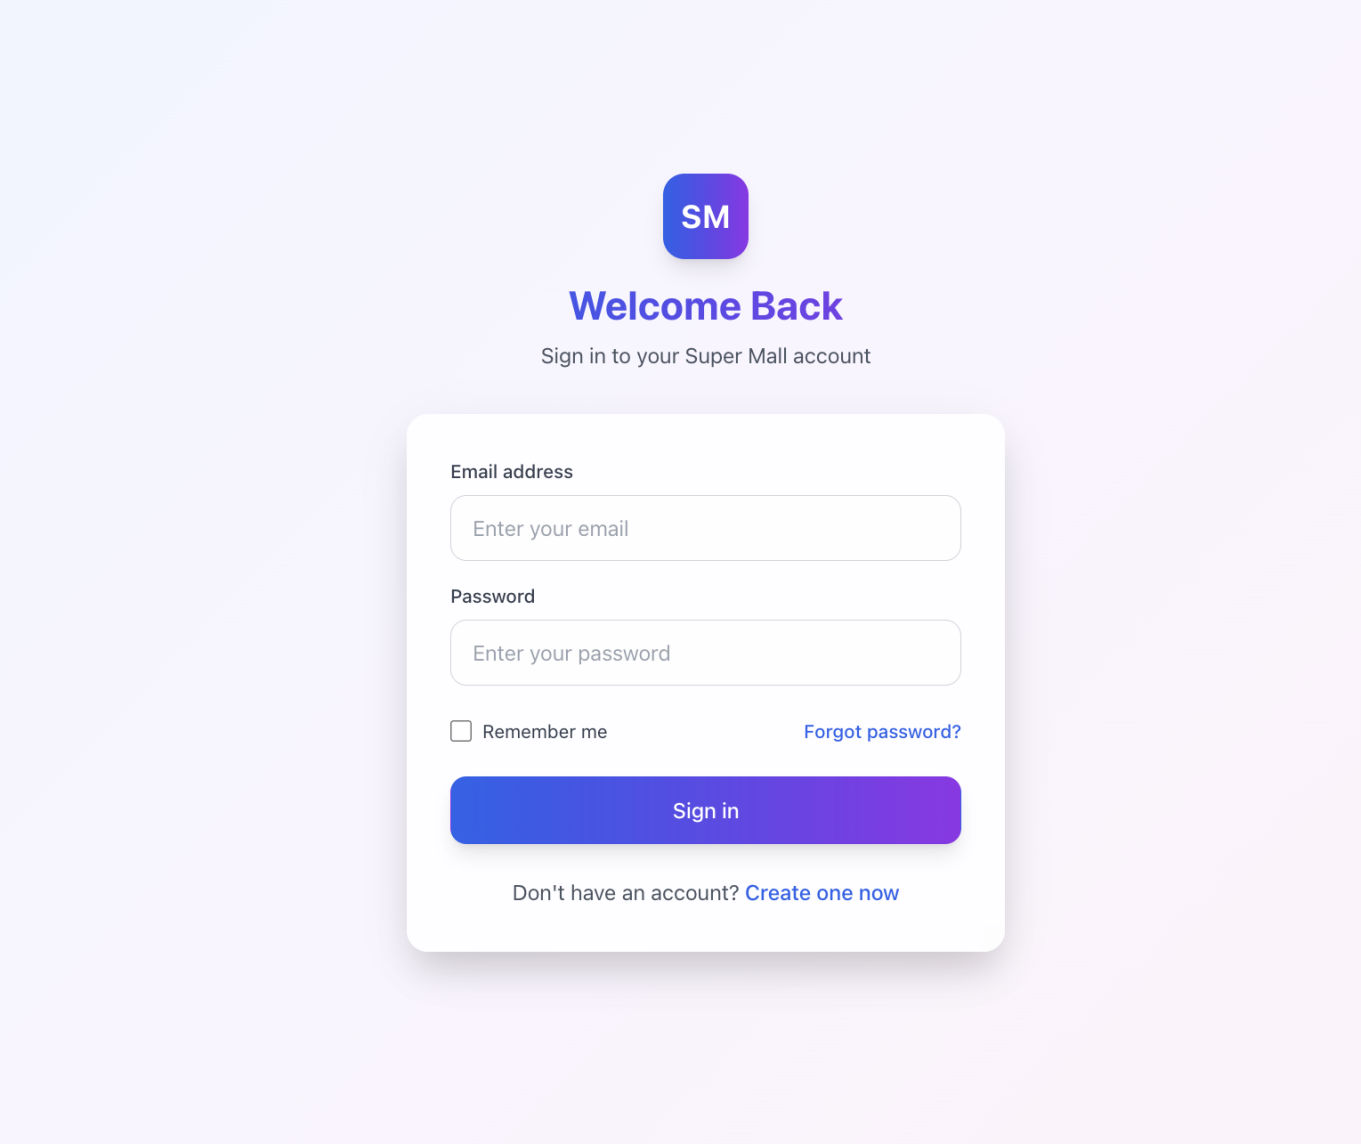 SM
Welcome Back
Sign in to your Super Mall account
Email address
Enter your email
Password
Enter your password
Remember me
Forgot password?
Sign in
Don't have an account? Create one now